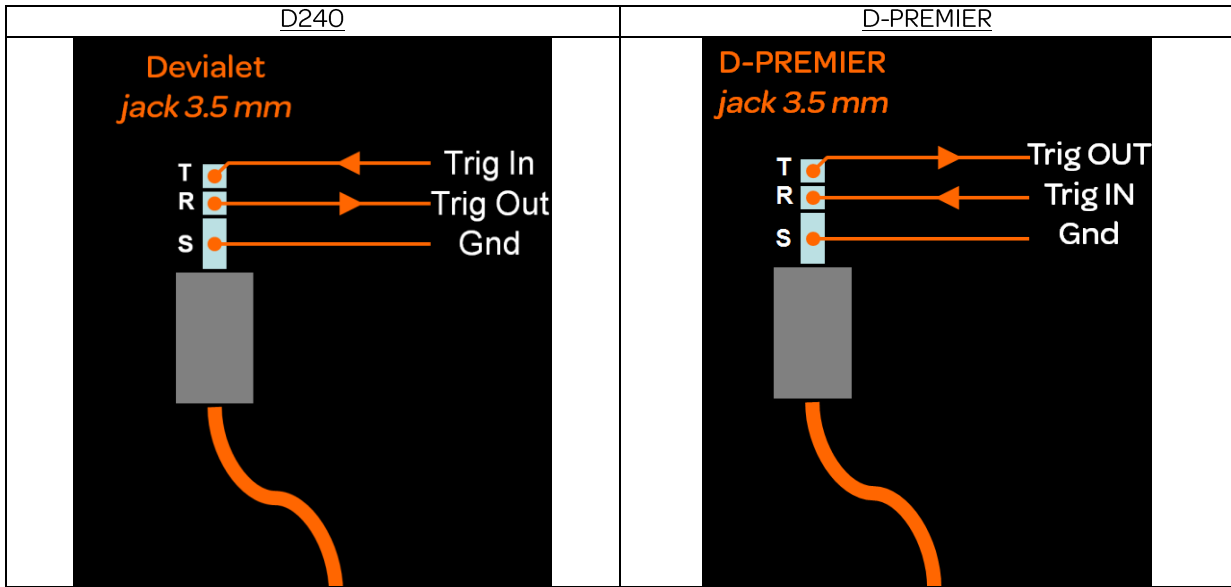 D240
D-PREMIER
Devialet
jack 3.5 mm
T
Trig In
R
Trig Out
S
Gnd
D-PREMIER
jack 3.5 mm
T
Trig OUT
R
Trig IN
S
Gnd